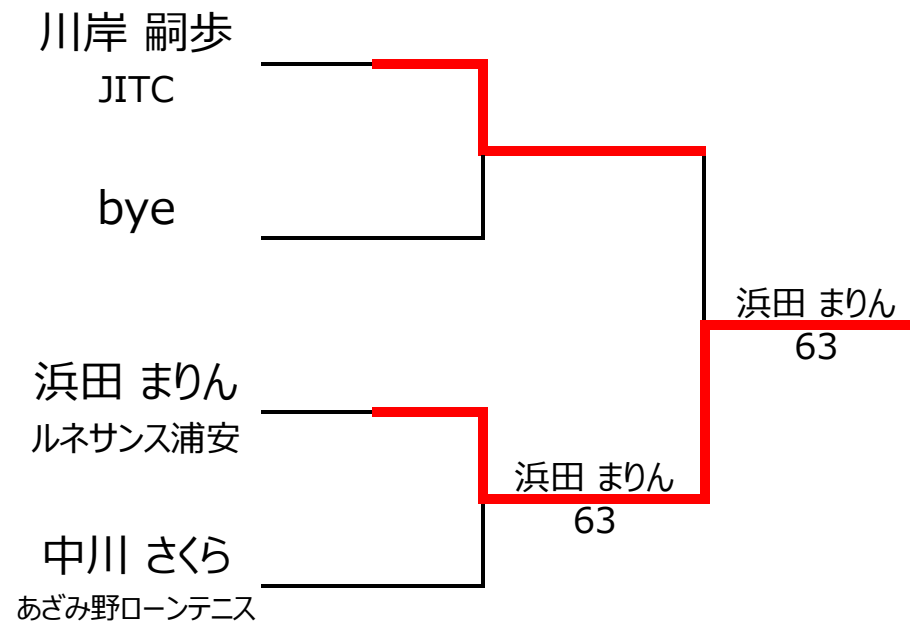 川岸 嗣歩
JITC
bye
浜田 まりん
63
浜田 まりん
ルネサンス浦安
浜田 まりん
63
中川 さくら
あざみ野ローンテニス